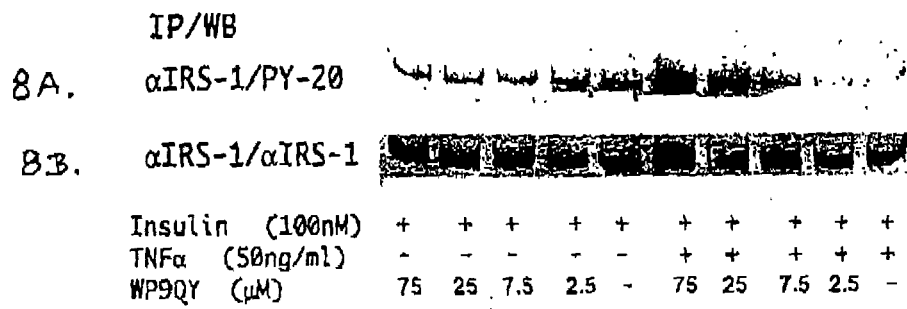 IP/WB
8A. αIRS-1/PY-20
8B. αIRS-1/αIRS-1
Insulin (100nM) + + + + + + + + + +
TNFα (50ng/ml) - - - - - + + + + +
WP9QY (μM) 75 25 7.5 2.5 - 75 25 7.5 2.5 -